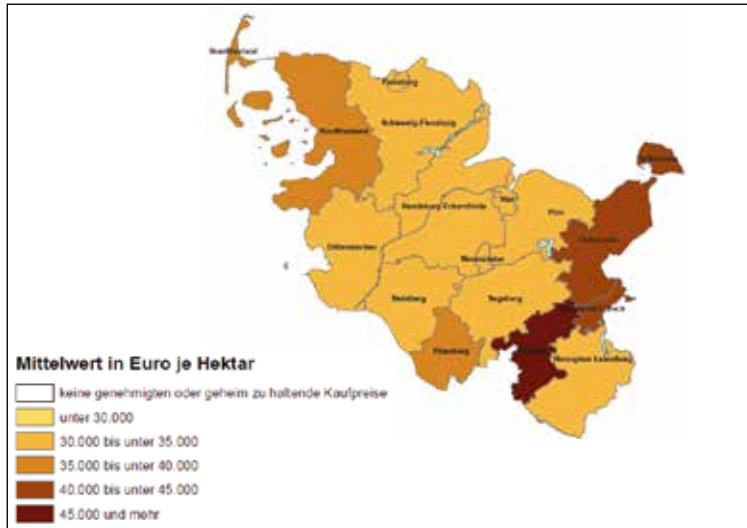 Nordfriesland
Flensburg
Schleswig-Flensburg
Nordfriesland
Rendsburg-Eckernförde
Kiel
Plön
Ostholstein
Dithmarschen
Neumünster
Steinburg
Segeberg
Pinneberg
Herzogtum Lauenburg
Mittelwert in Euro je Hektar
keine genehmigten oder geheim zu haltende Kaufpreise
unter 30.000
30.000 bis unter 35.000
35.000 bis unter 40.000
40.000 bis unter 45.000
45.000 und mehr